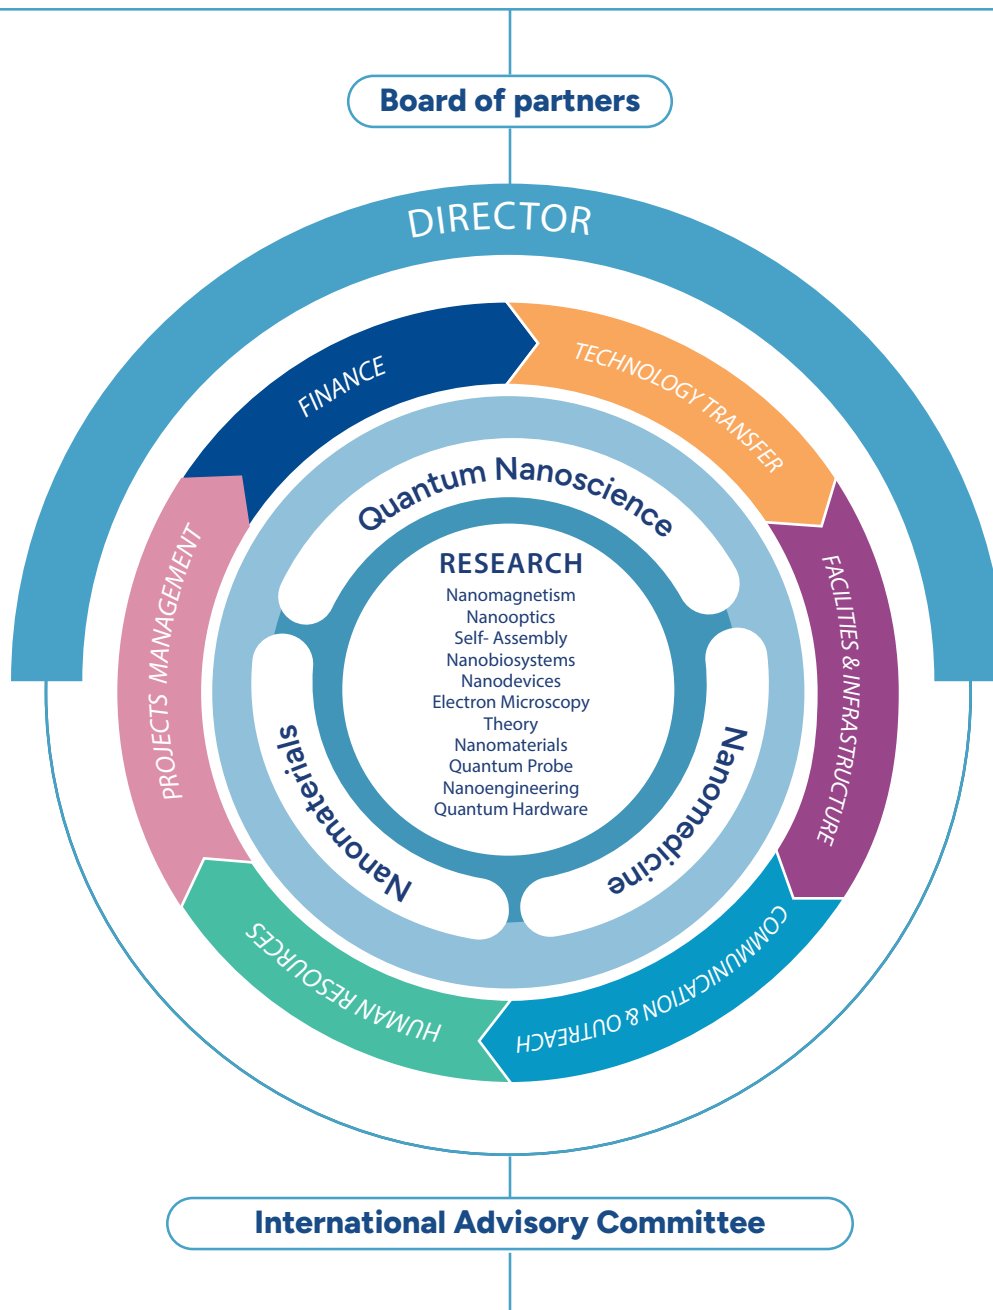 Board of partners
DIRECTOR
FINANCE
TECHNOLOGY TRANSFER
FACILITIES & INFRASTRUCTURE
COMMUNICATION & OUTREACH
HUMAN RESOURCES
PROJECTS MANAGEMENT
Quantum Nanoscience
Nanomedicine
Nanomaterials
RESEARCH
Nanomagnetism
Nanooptics
Self- Assembly
Nanobiosystems
Nanodevices
Electron Microscopy
Theory
Nanomaterials
Quantum Probe
Nanoengineering
Quantum Hardware
International Advisory Committee